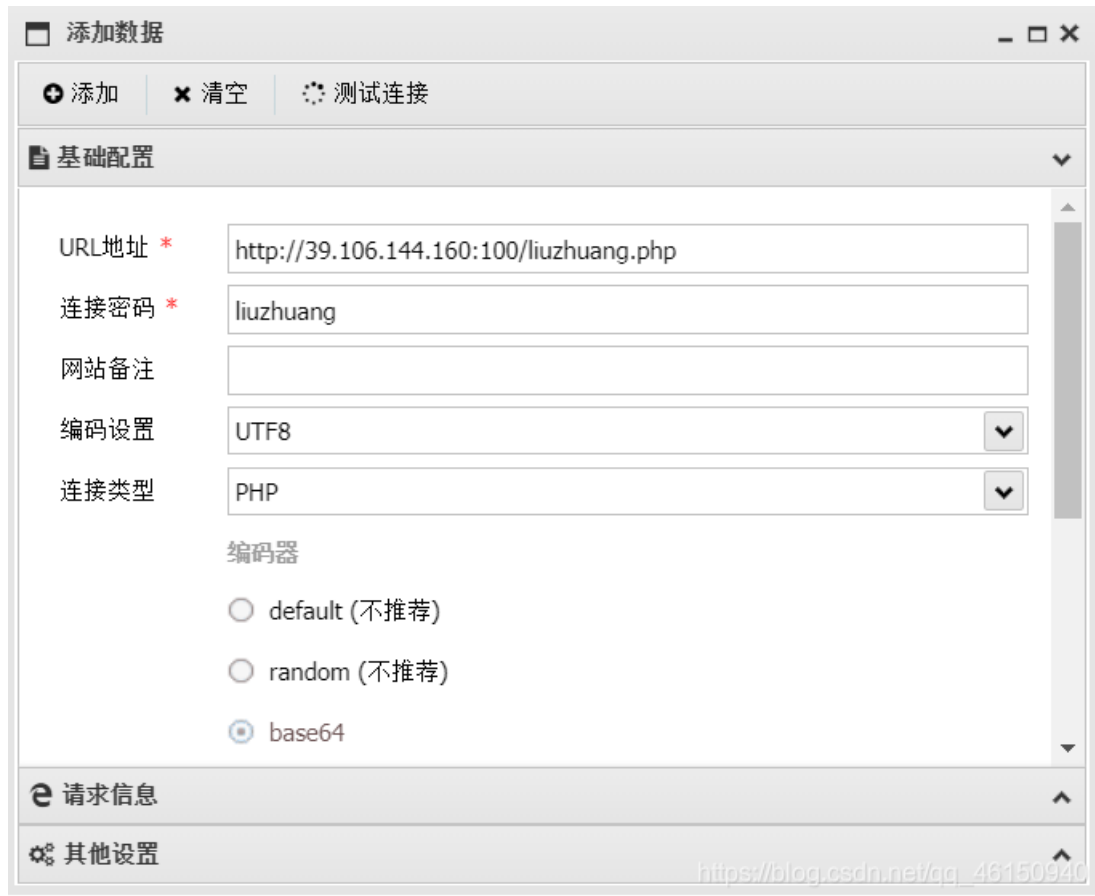 添加数据
添加 清空 测试连接
基础配置
URL地址 * http://39.106.144.160:100/liuzhuang.php
连接密码 * liuzhuang
网站备注
编码设置 UTF8
连接类型 PHP
编码器
default (不推荐)
random (不推荐)
base64
请求信息
其他设置
https://blog.csdn.net/qq_46150940